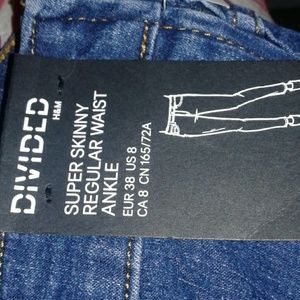 DIVIDED
H&M
SUPER SKINNY
REGULAR WAIST
ANKLE
EUR 38 US 8
CA 8 CN 165/72A